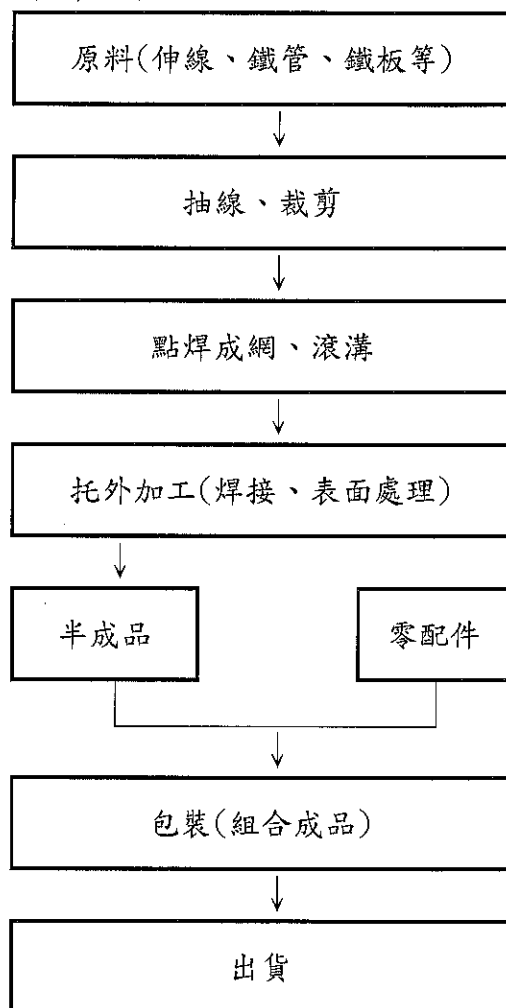 原料(伸線、鐵管、鐵板等)
抽線、裁剪
點焊成網、滾溝
托外加工(焊接、表面處理)
半成品
零配件
包裝(組合成品)
出貨